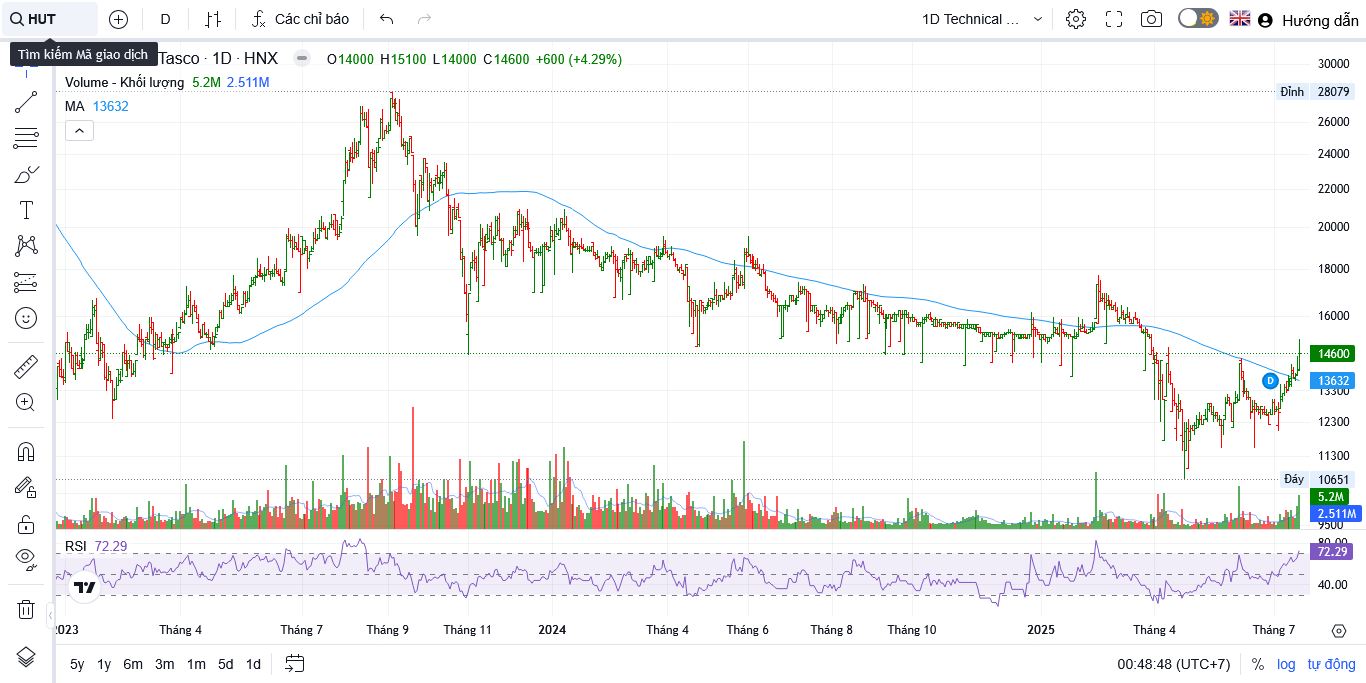 HUT
D
Các chỉ báo
1D Technical ...
Hướng dẫn
Tìm kiếm Mã giao dịch
Tasco · 1D · HNX
O14000 H15100 L14000 C14600 +600 (+4.29%)
Volume - Khối lượng 5.2M 2.511M
MA 13632
30000
Đỉnh 28079
26000
24000
22000
20000
18000
16000
14600
D
13632
13300
12300
11300
Đáy 10651
5.2M
2.511M
9500
RSI 72.29
80.00
72.29
40.00
2023 Tháng 4 Tháng 7 Tháng 9 Tháng 11 2024 Tháng 4 Tháng 6 Tháng 8 Tháng 10 2025 Tháng 4 Tháng 7
5y 1y 6m 3m 1m 5d 1d
00:48:48 (UTC+7) % log tự động